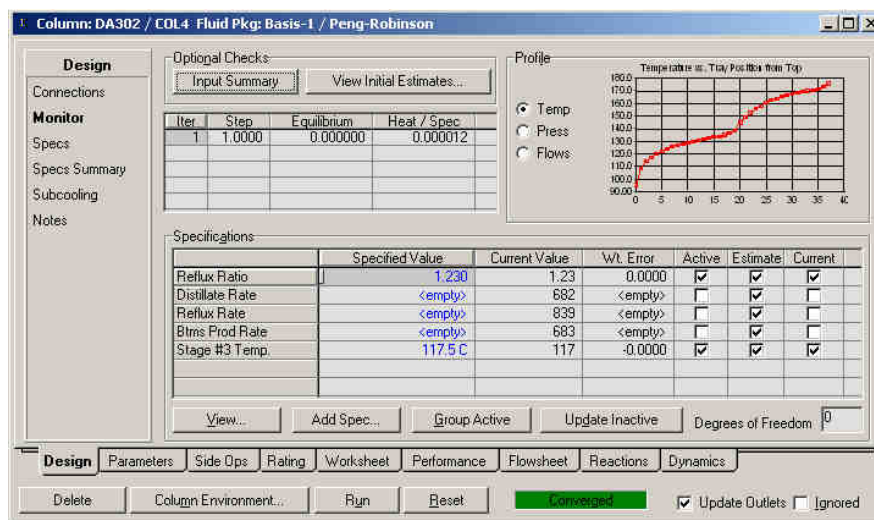 Column: DA302 / COL4 Fluid Pkg: Basis-1 / Peng-Robinson
Design
Connections
Monitor
Specs
Specs Summary
Subcooling
Notes
Optional Checks
Input Summary View Initial Estimates...
Iter Step Equilibrium Heat / Spec
1 1.0000 0.000000 0.000012
Profile
Temp
Press
Flows
Temperature vs. Tray Position from Top
180.0
170.0
160.0
150.0
140.0
130.0
120.0
110.0
100.0
90.00
0 5 10 15 20 25 30 35 40
Specifications
Specified Value Current Value Wt. Error Active Estimate Current
Reflux Ratio 1.230 1.23 0.0000
Distillate Rate <empty> 682 <empty>
Reflux Rate <empty> 839 <empty>
Btms Prod Rate <empty> 683 <empty>
Stage #3 Temp. 117.5 C 117 -0.0000
View... Add Spec... Group Active Update Inactive Degrees of Freedom 0
Design Parameters Side Ops Rating Worksheet Performance Flowsheet Reactions Dynamics
Delete Column Environment... Run Reset Converged Update Outlets Ignored